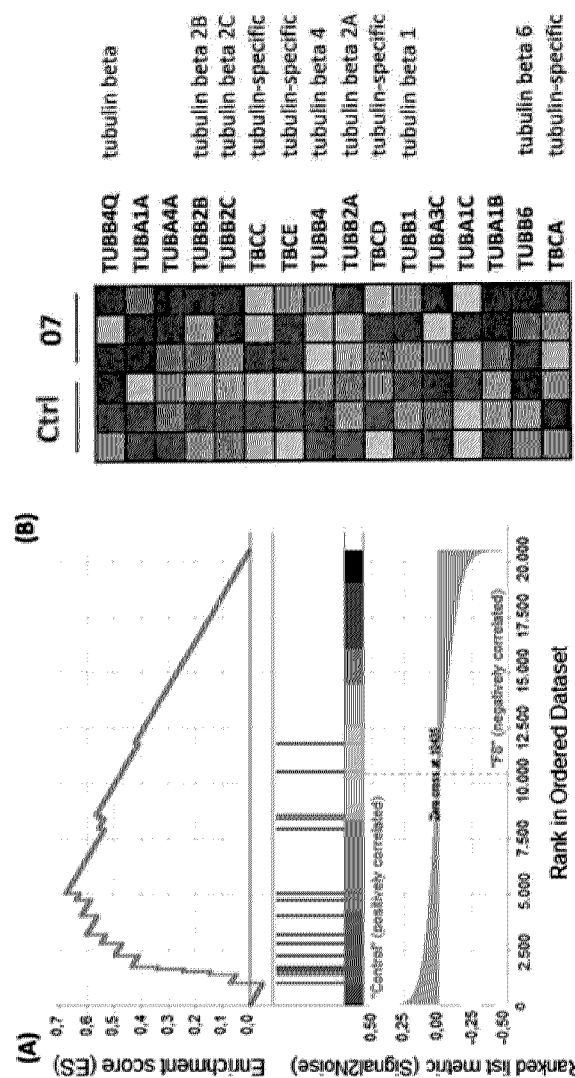 (A)
Enrichment score (ES)
0,7
0,6
0,5
0,4
0,3
0,2
0,1
0,0
"Control" (positively correlated)
Zero cross at 10435
"F8" (negatively correlated)
Ranked list metric (Signal2Noise)
0,50
0,25
0,00
-0,25
-0,50
0
2.500
5.000
7.500
10.000
12.500
15.000
17.500
20.000
Rank in Ordered Dataset
(B)
Ctrl
07
TUBB4Q tubulin beta
TUBA1A
TUBA4A
TUBB2B tubulin beta 2B
TUBB2C tubulin beta 2C
TBCC tubulin-specific
TBCE tubulin-specific
TUBB4 tubulin beta 4
TUBB2A tubulin beta 2A
TBCD tubulin-specific
TUBB1 tubulin beta 1
TUBA3C
TUBA1C
TUBA1B
TUBB6 tubulin beta 6
TBCA tubulin-specific